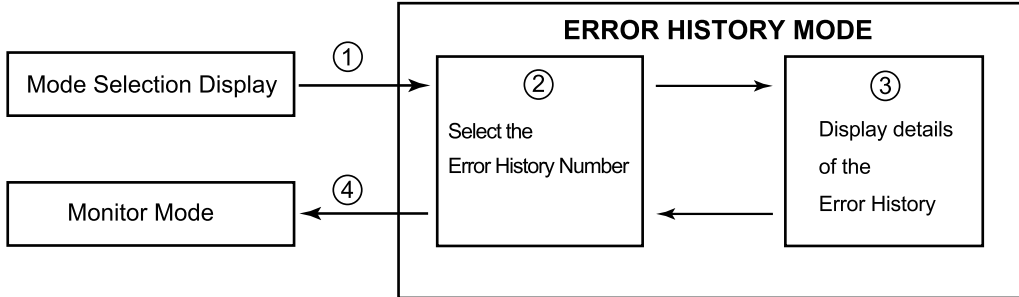 ERROR HISTORY MODE
Mode Selection Display
①
②
Select the
Error History Number
③
Display details
of the
Error History
Monitor Mode
④